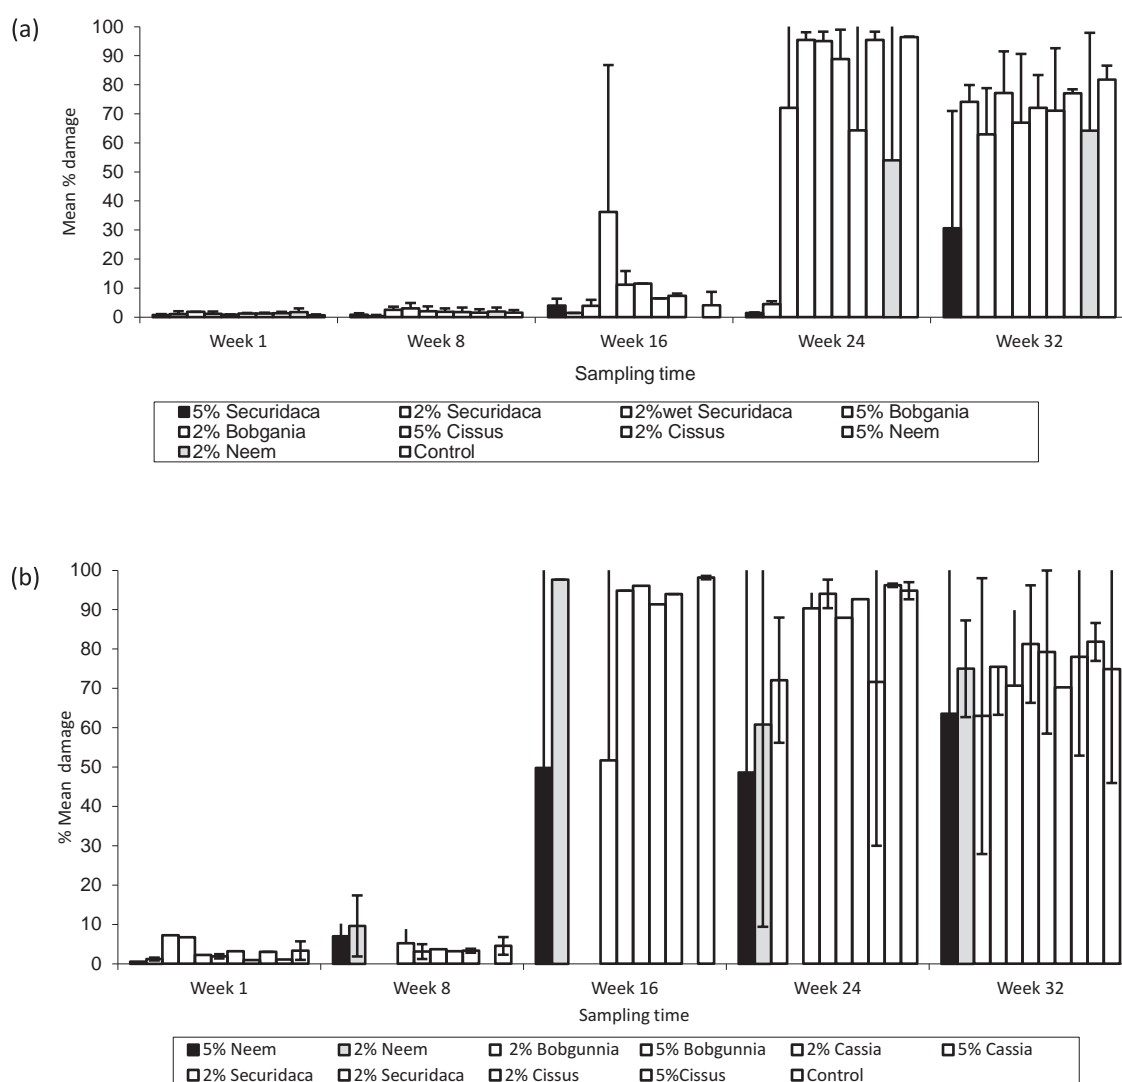 (a)
100
90
80
70
60
50
40
30
20
10
0
Mean % damage
Week 1 Week 8 Week 16 Week 24 Week 32
Sampling time
5% Securidaca 2% Securidaca 2%wet Securidaca 5% Bobgania
2% Bobgania 5% Cissus 2% Cissus 5% Neem
2% Neem Control
(b)
100
90
80
70
60
50
40
30
20
10
0
% Mean damage
Week 1 Week 8 Week 16 Week 24 Week 32
Sampling time
5% Neem 2% Neem 2% Bobgunnia 5% Bobgunnia 2% Cassia 5% Cassia
2% Securidaca 2% Securidaca 2% Cissus 5%Cissus Control